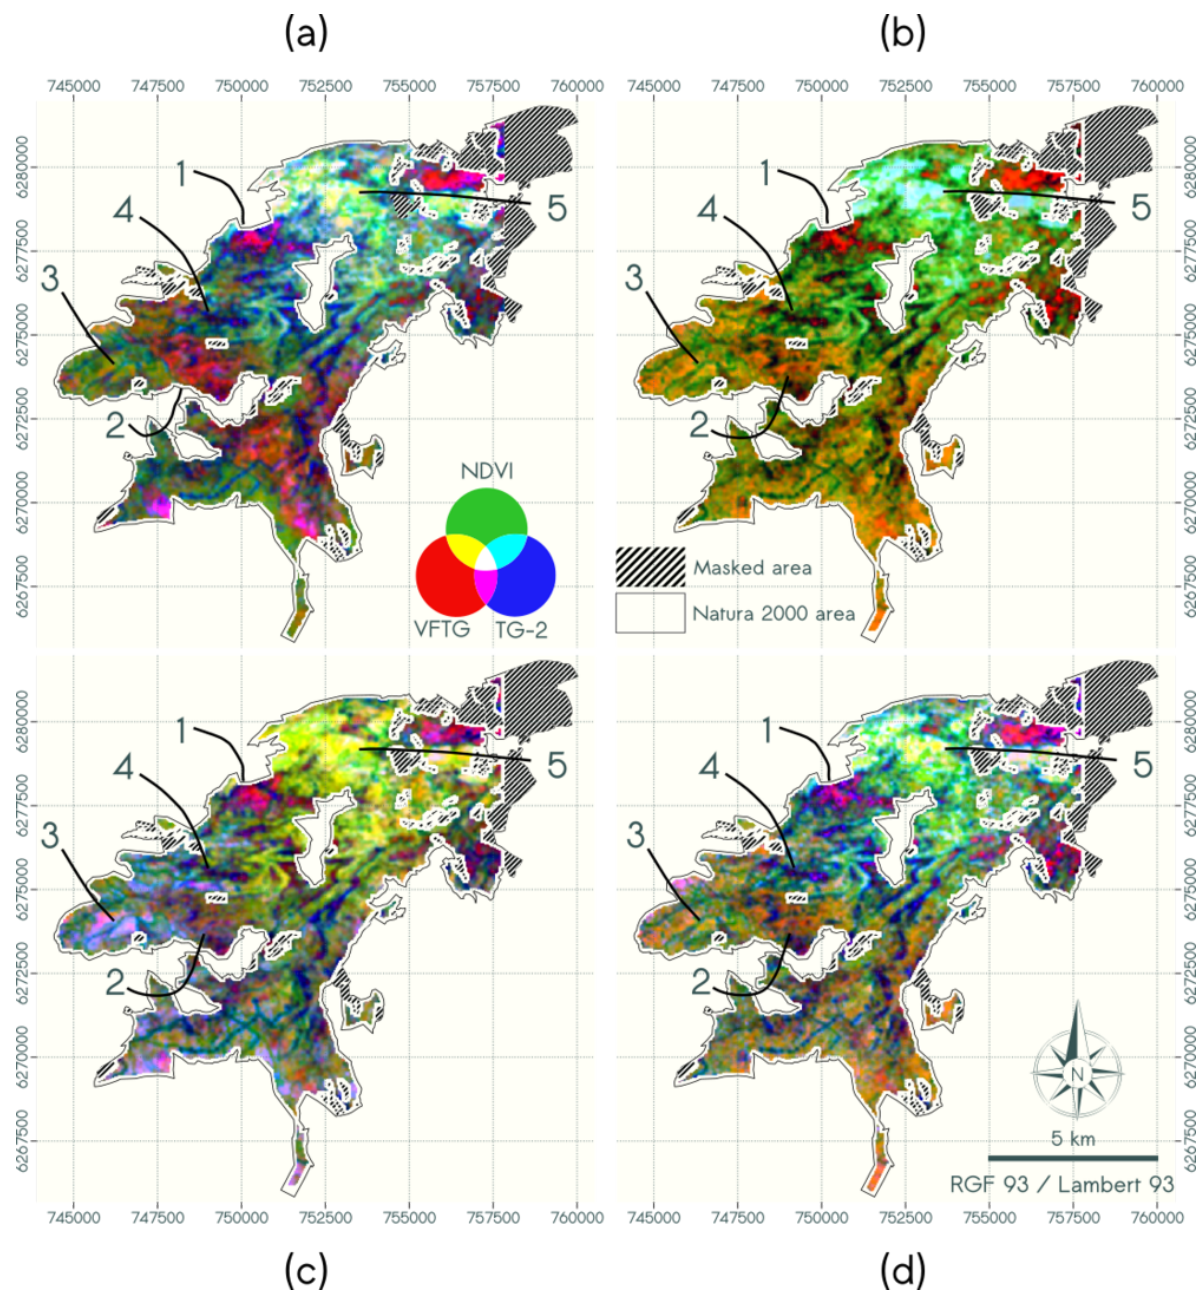 (a) (b)
745000 747500 750000 752500 755000 757500 760000 745000 747500 750000 752500 755000 757500 760000
6280000 6277500 6275000 6272500 6270000 6267500
1
4
3
2
5
NDVI
VFTG TG-2
1
4
3
2
5
6280000 6277500 6275000 6272500 6270000 6267500
Masked area
Natura 2000 area
6280000 6277500 6275000 6272500 6270000 6267500
1
4
3
2
5
1
4
3
2
5
6280000 6277500 6275000 6272500 6270000 6267500
N
5 km
RGF 93 / Lambert 93
745000 747500 750000 752500 755000 757500 760000 745000 747500 750000 752500 755000 757500 760000
(c) (d)